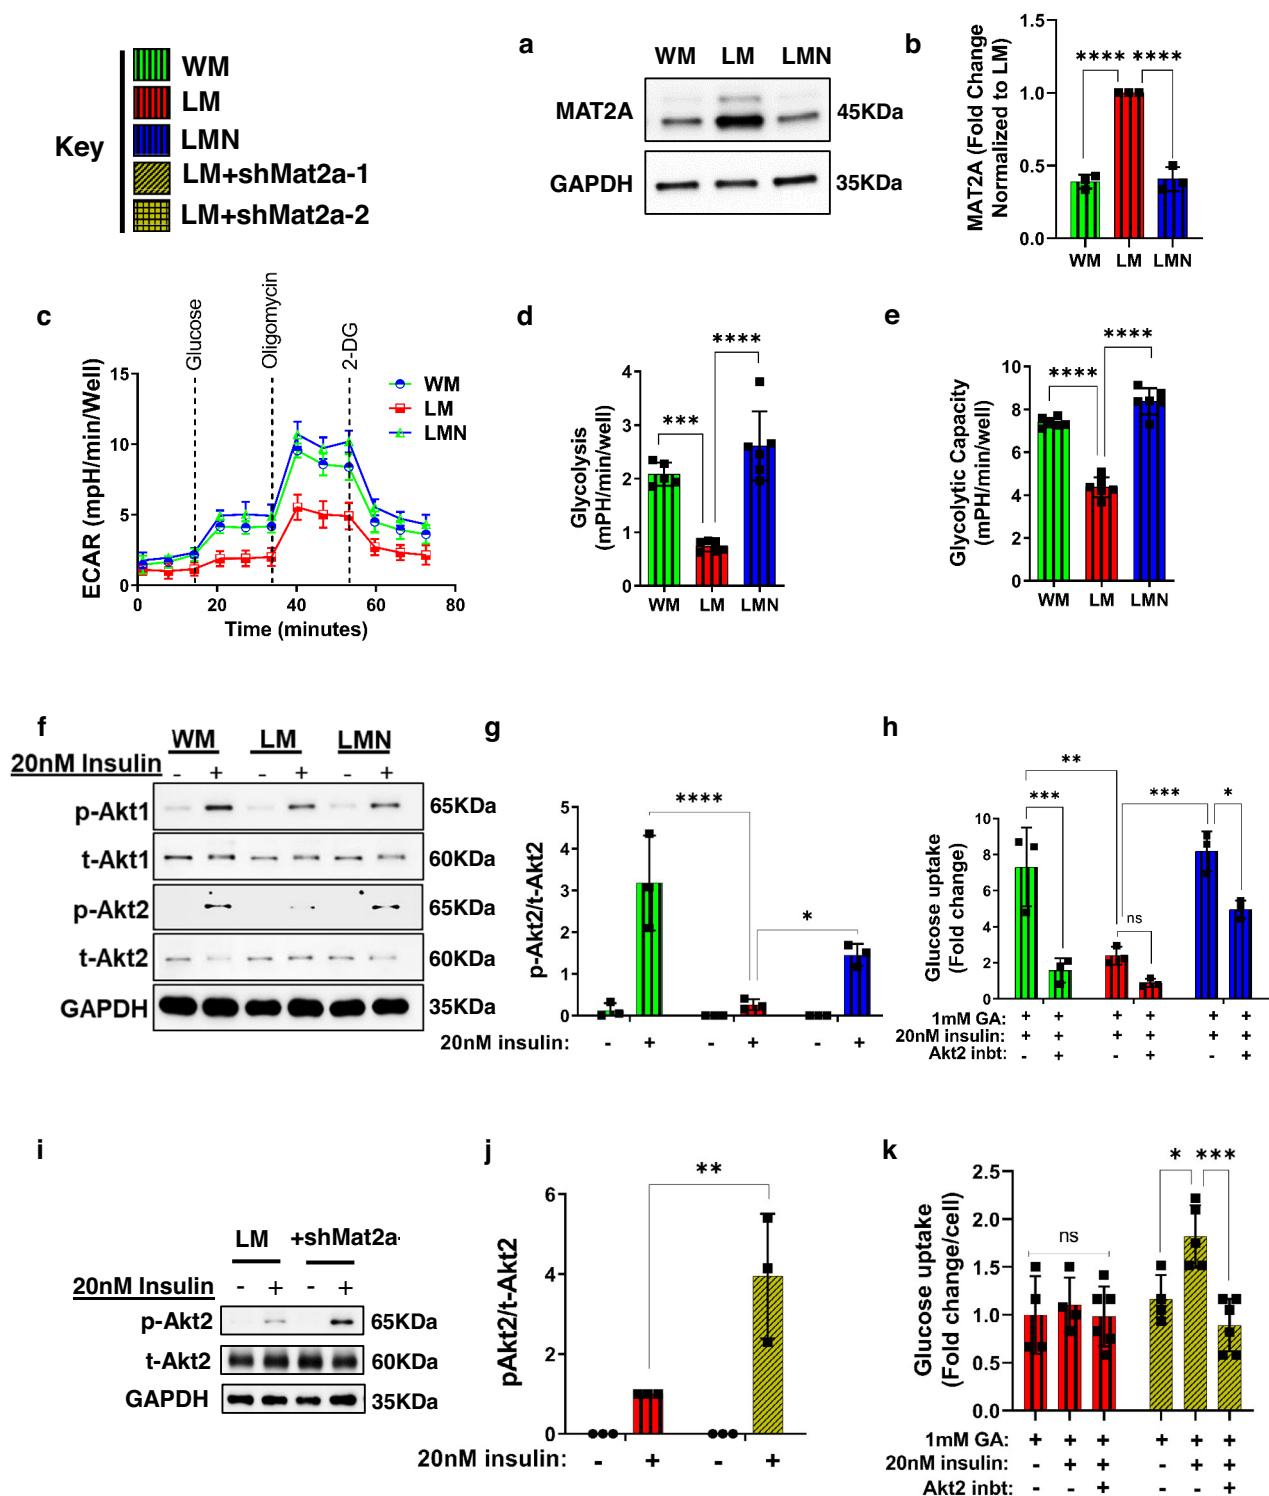 Key
WM
LM
LMN
LM+shMat2a-1
LM+shMat2a-2
a
WM LM LMN
MAT2A 45KDa
GAPDH 35KDa
b
MAT2A (Fold Change
Normalized to LM)
1.5
1.0
0.5
0.0
**** ****
WM LM LMN
c
Glucose
Oligomycin
2-DG
ECAR (mpH/min/Well)
15
10
5
0
WM
LM
LMN
0 20 40 60 80
Time (minutes)
d
Glycolysis
(mPH/min/well)
4
3
2
1
0
*** ****
WM LM LMN
e
Glycolytic Capacity
(mPH/min/well)
10
8
6
4
2
0
**** ****
WM LM LMN
f
WM LM LMN
20nM Insulin - + - + - +
p-Akt1 65KDa
t-Akt1 60KDa
p-Akt2 65KDa
t-Akt2 60KDa
GAPDH 35KDa
g
p-Akt2/t-Akt2
5
4
3
2
1
0
****
*
20nM insulin: - + - + - +
h
Glucose uptake
(Fold change)
10
8
6
4
2
0
**
***
ns
***
*
1mM GA: + + + + + +
20nM insulin: + + + + + +
Akt2 inbt: - + - + - +
i
LM +shMat2a
20nM Insulin - + - +
p-Akt2 65KDa
t-Akt2 60KDa
GAPDH 35KDa
j
pAkt2/t-Akt2
6
4
2
0
**
20nM insulin: - + - +
k
Glucose uptake
(Fold change/cell)
2.5
2.0
1.5
1.0
0.5
0.0
ns
* ***
1mM GA: + + + + + +
20nM insulin: - + + - + +
Akt2 inbt: - - + - - +